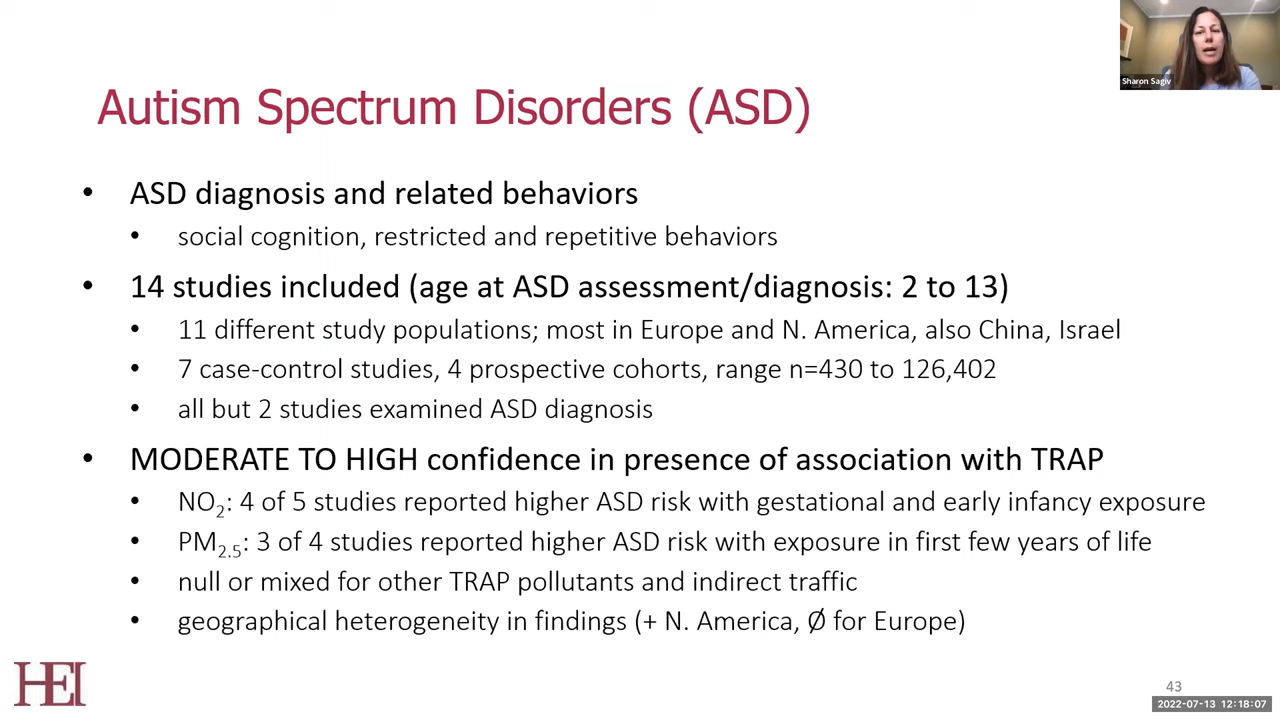 Sharon Sagiv
Autism Spectrum Disorders (ASD)
• ASD diagnosis and related behaviors
• social cognition, restricted and repetitive behaviors
• 14 studies included (age at ASD assessment/diagnosis: 2 to 13)
• 11 different study populations; most in Europe and N. America, also China, Israel
• 7 case-control studies, 4 prospective cohorts, range n=430 to 126,402
• all but 2 studies examined ASD diagnosis
• MODERATE TO HIGH confidence in presence of association with TRAP
• NO₂: 4 of 5 studies reported higher ASD risk with gestational and early infancy exposure
• PM₂.₅: 3 of 4 studies reported higher ASD risk with exposure in first few years of life
• null or mixed for other TRAP pollutants and indirect traffic
• geographical heterogeneity in findings (+ N. America, Ø for Europe)
HEI
43
2022-07-13 12:18:07